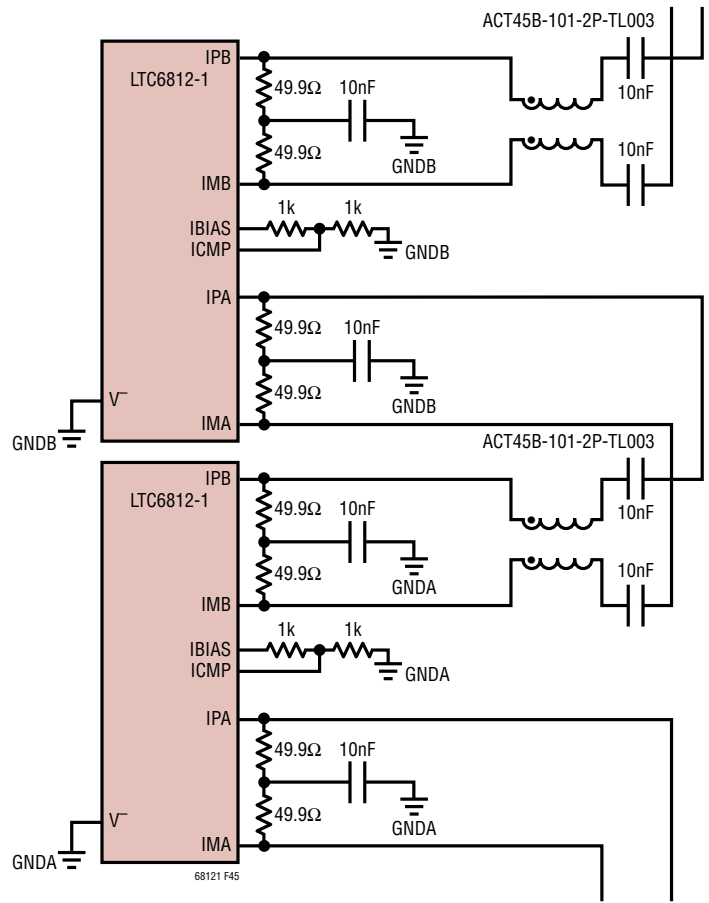 ACT45B-101-2P-TL003
IPB
LTC6812-1
49.9Ω
10nF
10nF
49.9Ω
GNDB
10nF
IMB
1k
1k
IBIAS
ICMP
GNDB
IPA
49.9Ω
10nF
49.9Ω
GNDB
V–
IMA
GNDB
ACT45B-101-2P-TL003
IPB
LTC6812-1
49.9Ω
10nF
10nF
49.9Ω
GNDA
10nF
IMB
1k
1k
IBIAS
ICMP
GNDA
IPA
49.9Ω
10nF
49.9Ω
GNDA
V–
IMA
GNDA
68121 F45